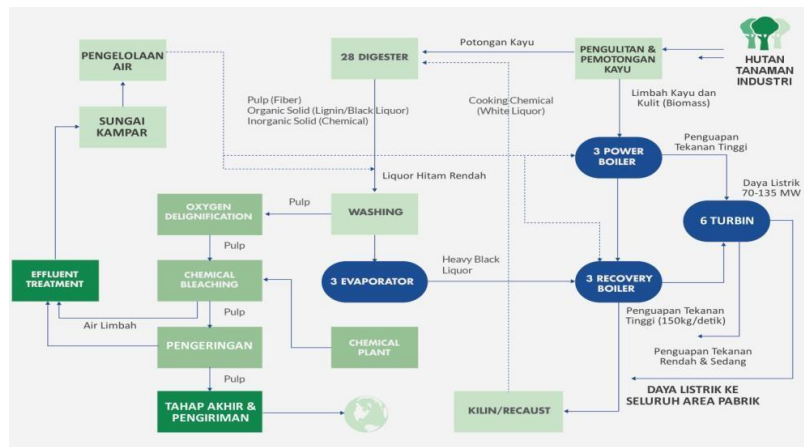 PENGELOLAAN
AIR
28 DIGESTER
Potongan Kayu
PENGULITAN &
PEMOTONGAN
KAYU
HUTAN
TANAMAN
INDUSTRI
SUNGAI
KAMPAR
Pulp (Fiber)
Organic Solid (Lignin/Black Liquor)
Inorganic Solid (Chemical)
Cooking Chemical
(White Liquor)
Limbah Kayu dan
Kulit (Biomass)
3 POWER
BOILER
Penguapan
Tekanan Tinggi
Liquor Hitam Rendah
Daya Listrik
70-135 MW
OXYGEN
DELIGNIFICATION
Pulp
WASHING
6 TURBIN
Pulp
EFFLUENT
TREATMENT
CHEMICAL
BLEACHING
3 EVAPORATOR
Heavy Black
Liquor
3 RECOVERY
BOILER
Air Limbah
Pulp
Penguapan Tekanan
Tinggi (150kg/detik)
PENGERINGAN
CHEMICAL
PLANT
Penguapan Tekanan
Rendah & Sedang
Pulp
DAYA LISTRIK KE
SELURUH AREA PABRIK
TAHAP AKHIR &
PENGIRIMAN
KILIN/RECAUST